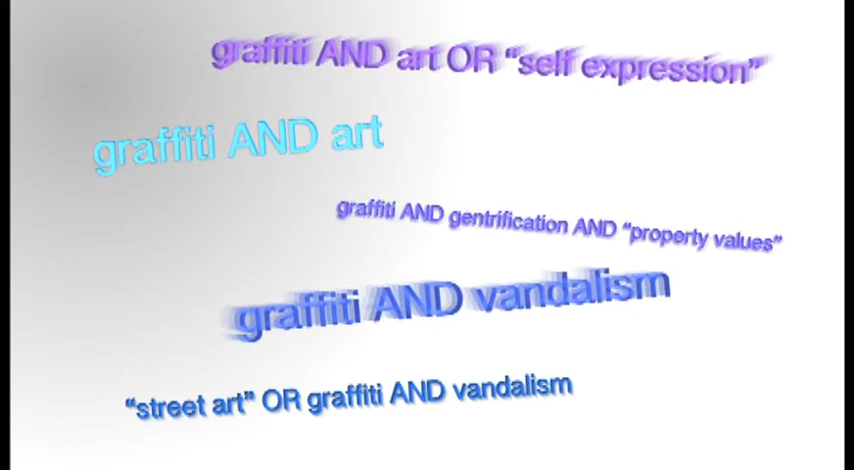 graffiti AND art OR “self expression”
graffiti AND art
graffiti AND gentrification AND “property values”
graffiti AND vandalism
“street art” OR graffiti AND vandalism